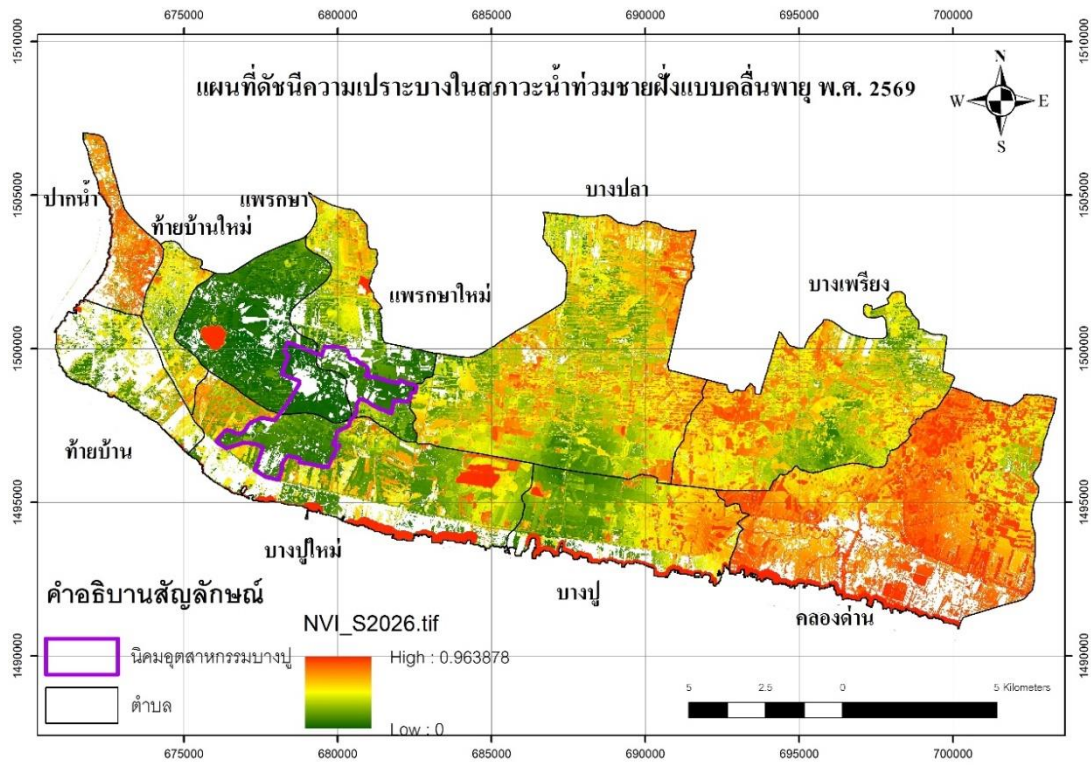 675000 680000 685000 690000 695000 700000
1510000 1510000
แผนที่ดัชนีความเปราะบางในสภาวะน้ำท่วมชายฝั่งแบบคลื่นพายุ พ.ศ. 2569
N
W E
S
1505000 1505000
ปากน้ำ
แพรกษา
บางปลา
ท้ายบ้านใหม่
แพรกษาใหม่
บางเพรียง
1500000 1500000
ท้ายบ้าน
1495000 1495000
บางปูใหม่
บางปู
คลองด่าน
คำอธิบานสัญลักษณ์
นิคมอุตสาหกรรมบางปู
ตำบล
NVI_S2026.tif
High : 0.963878
Low : 0
1490000 1490000
5 2.5 0 5 Kilometers
675000 680000 685000 690000 695000 700000